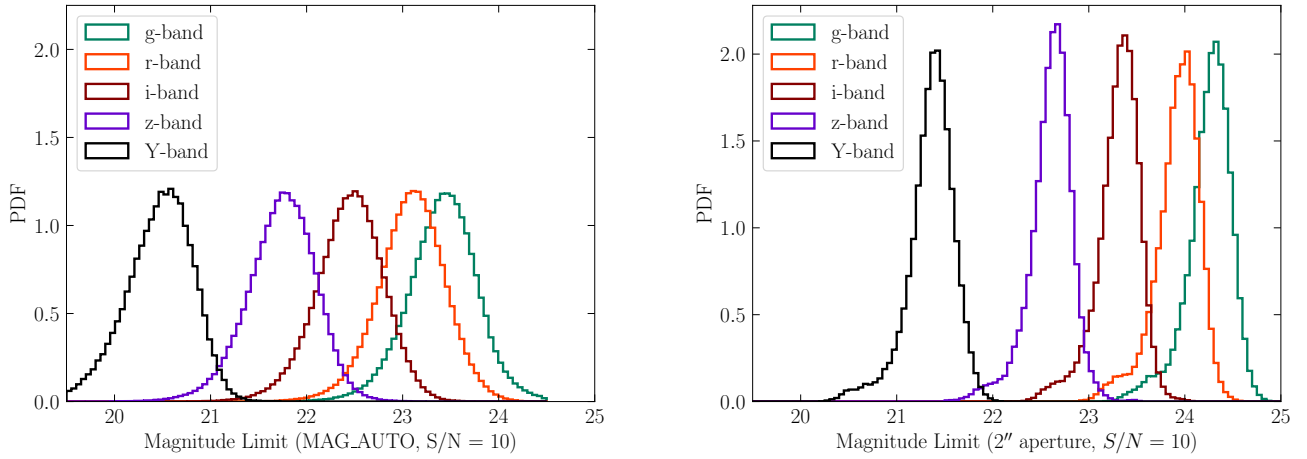 g-band
r-band
i-band
z-band
Y-band
PDF
2.0
1.5
1.0
0.5
0.0
20 21 22 23 24 25
Magnitude Limit (MAG_AUTO, S/N = 10)
g-band
r-band
i-band
z-band
Y-band
PDF
2.0
1.5
1.0
0.5
0.0
20 21 22 23 24 25
Magnitude Limit (2″ aperture, S/N = 10)